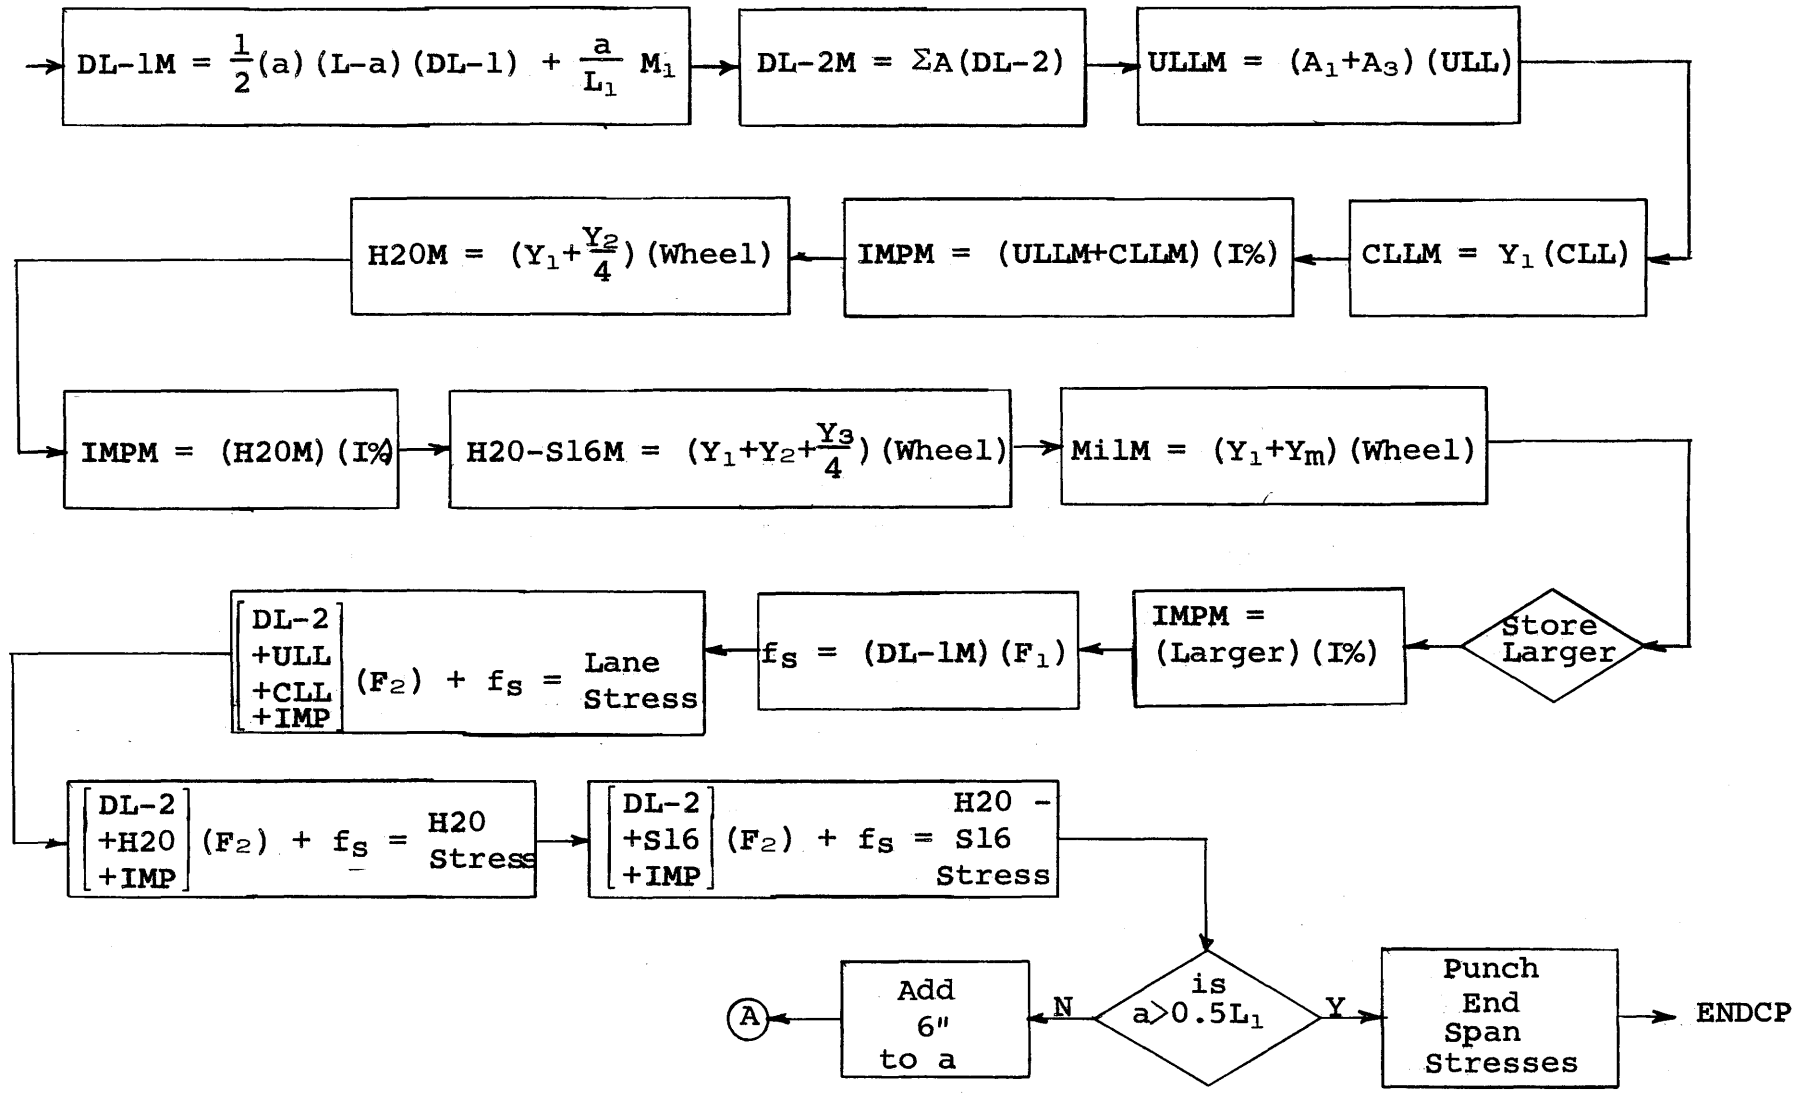 DL-1M = 1/2(a)(L-a)(DL-1) + a/L₁ M₁
DL-2M = ΣA(DL-2)
ULLM = (A₁+A₃)(ULL)
CLLM = Y₁(CLL)
IMPM = (ULLM+CLLM)(I%)
H20M = (Y₁+Y₂/4)(Wheel)
IMPM = (H20M)(I%)
H20-S16M = (Y₁+Y₂+Y₃/4)(Wheel)
MilM = (Y₁+Yₘ)(Wheel)
Store
Larger
IMPM =
(Larger)(I%)
fₛ = (DL-1M)(F₁)
DL-2
+ULL
+CLL
+IMP
(F₂) + fₛ =
Lane
Stress
DL-2
+H20
+IMP
(F₂) + fₛ =
H20
Stress
DL-2
+S16
+IMP
(F₂) + fₛ =
H20 -
S16
Stress
is
a>0.5L₁
N
Add
6"
to a
A
Y
Punch
End
Span
Stresses
ENDCP